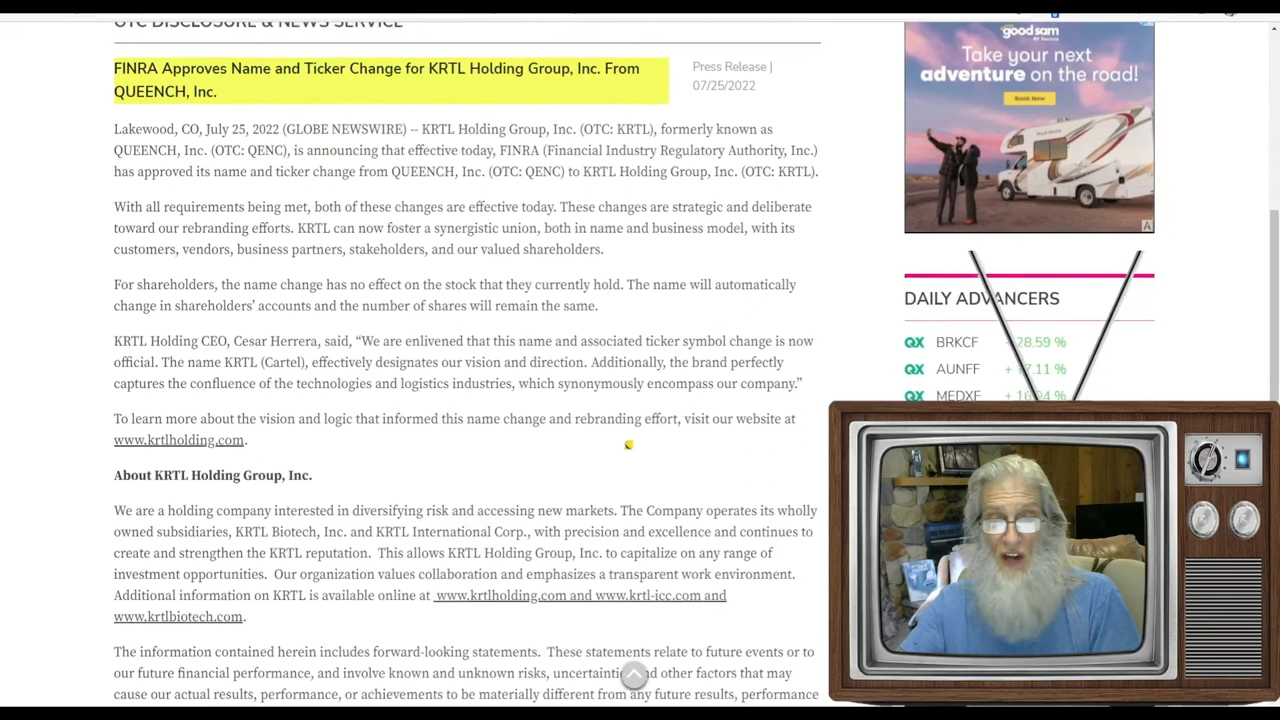 OTC DISCLOSURE & NEWS SERVICE
FINRA Approves Name and Ticker Change for KRTL Holding Group, Inc. From
QUEENCH, Inc.
Press Release |
07/25/2022
Lakewood, CO, July 25, 2022 (GLOBE NEWSWIRE) -- KRTL Holding Group, Inc. (OTC: KRTL), formerly known as
QUEENCH, Inc. (OTC: QENC), is announcing that effective today, FINRA (Financial Industry Regulatory Authority, Inc.)
has approved its name and ticker change from QUEENCH, Inc. (OTC: QENC) to KRTL Holding Group, Inc. (OTC: KRTL).
With all requirements being met, both of these changes are effective today. These changes are strategic and deliberate
toward our rebranding efforts. KRTL can now foster a synergistic union, both in name and business model, with its
customers, vendors, business partners, stakeholders, and our valued shareholders.
For shareholders, the name change has no effect on the stock that they currently hold. The name will automatically
change in shareholders’ accounts and the number of shares will remain the same.
KRTL Holding CEO, Cesar Herrera, said, “We are enlivened that this name and associated ticker symbol change is now
official. The name KRTL (Cartel), effectively designates our vision and direction. Additionally, the brand perfectly
captures the confluence of the technologies and logistics industries, which synonymously encompass our company.”
To learn more about the vision and logic that informed this name change and rebranding effort, visit our website at
www.krtlholding.com.
About KRTL Holding Group, Inc.
We are a holding company interested in diversifying risk and accessing new markets. The Company operates its wholly
owned subsidiaries, KRTL Biotech, Inc. and KRTL International Corp., with precision and excellence and continues to
create and strengthen the KRTL reputation. This allows KRTL Holding Group, Inc. to capitalize on any range of
investment opportunities. Our organization values collaboration and emphasizes a transparent work environment.
Additional information on KRTL is available online at www.krtlholding.com and www.krtl-icc.com and
www.krtlbiotech.com.
The information contained herein includes forward-looking statements. These statements relate to future events or to
our future financial performance, and involve known and unknown risks, and other factors that may
cause our actual results, performance, or achievements to be materially different from any future results, performance
good sam
RV Rentals
Take your next
adventure on the road!
Book Now
DAILY ADVANCERS
QX BRKCF + 28.59 %
QX AUNFF + .11 %
QX MEDXF + %